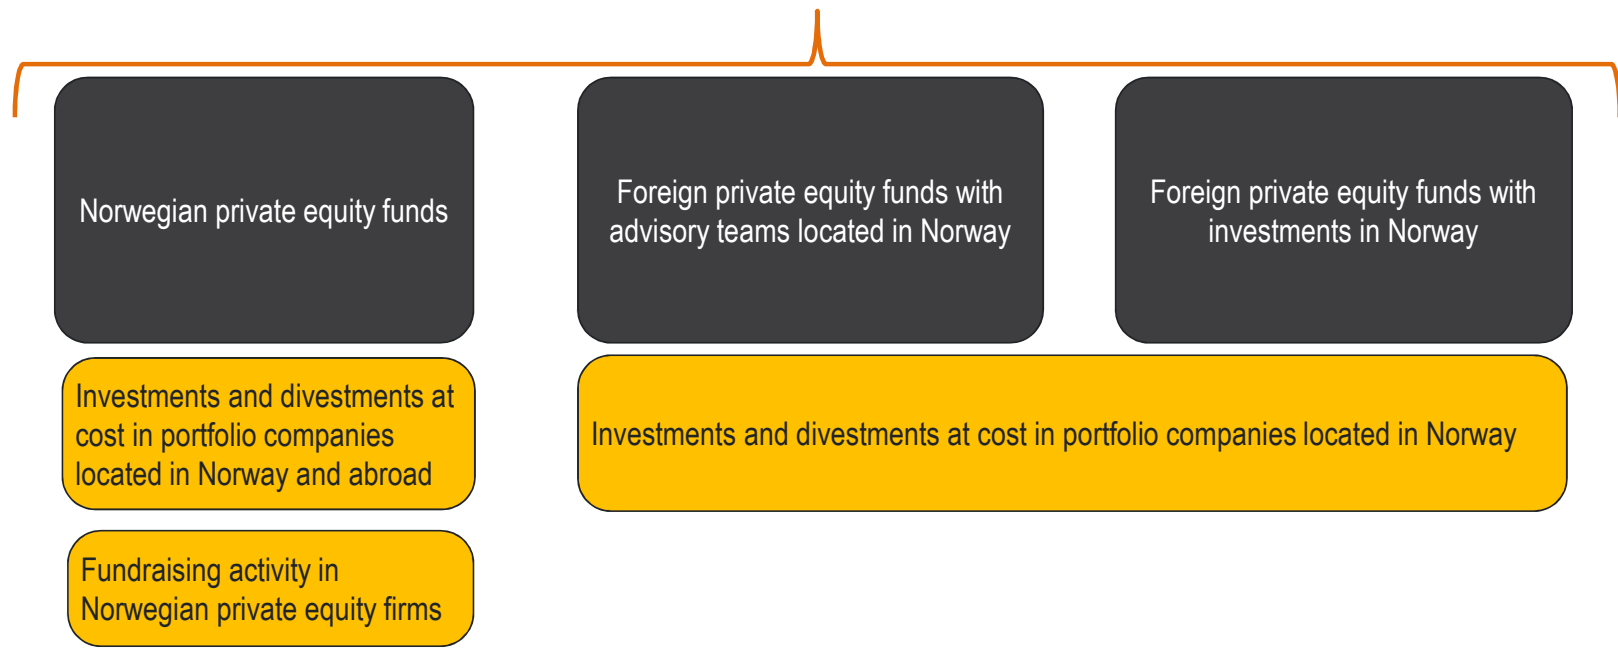 Norwegian private equity funds
Foreign private equity funds with
advisory teams located in Norway
Foreign private equity funds with
investments in Norway
Investments and divestments at
cost in portfolio companies
located in Norway and abroad
Investments and divestments at cost in portfolio companies located in Norway
Fundraising activity in
Norwegian private equity firms